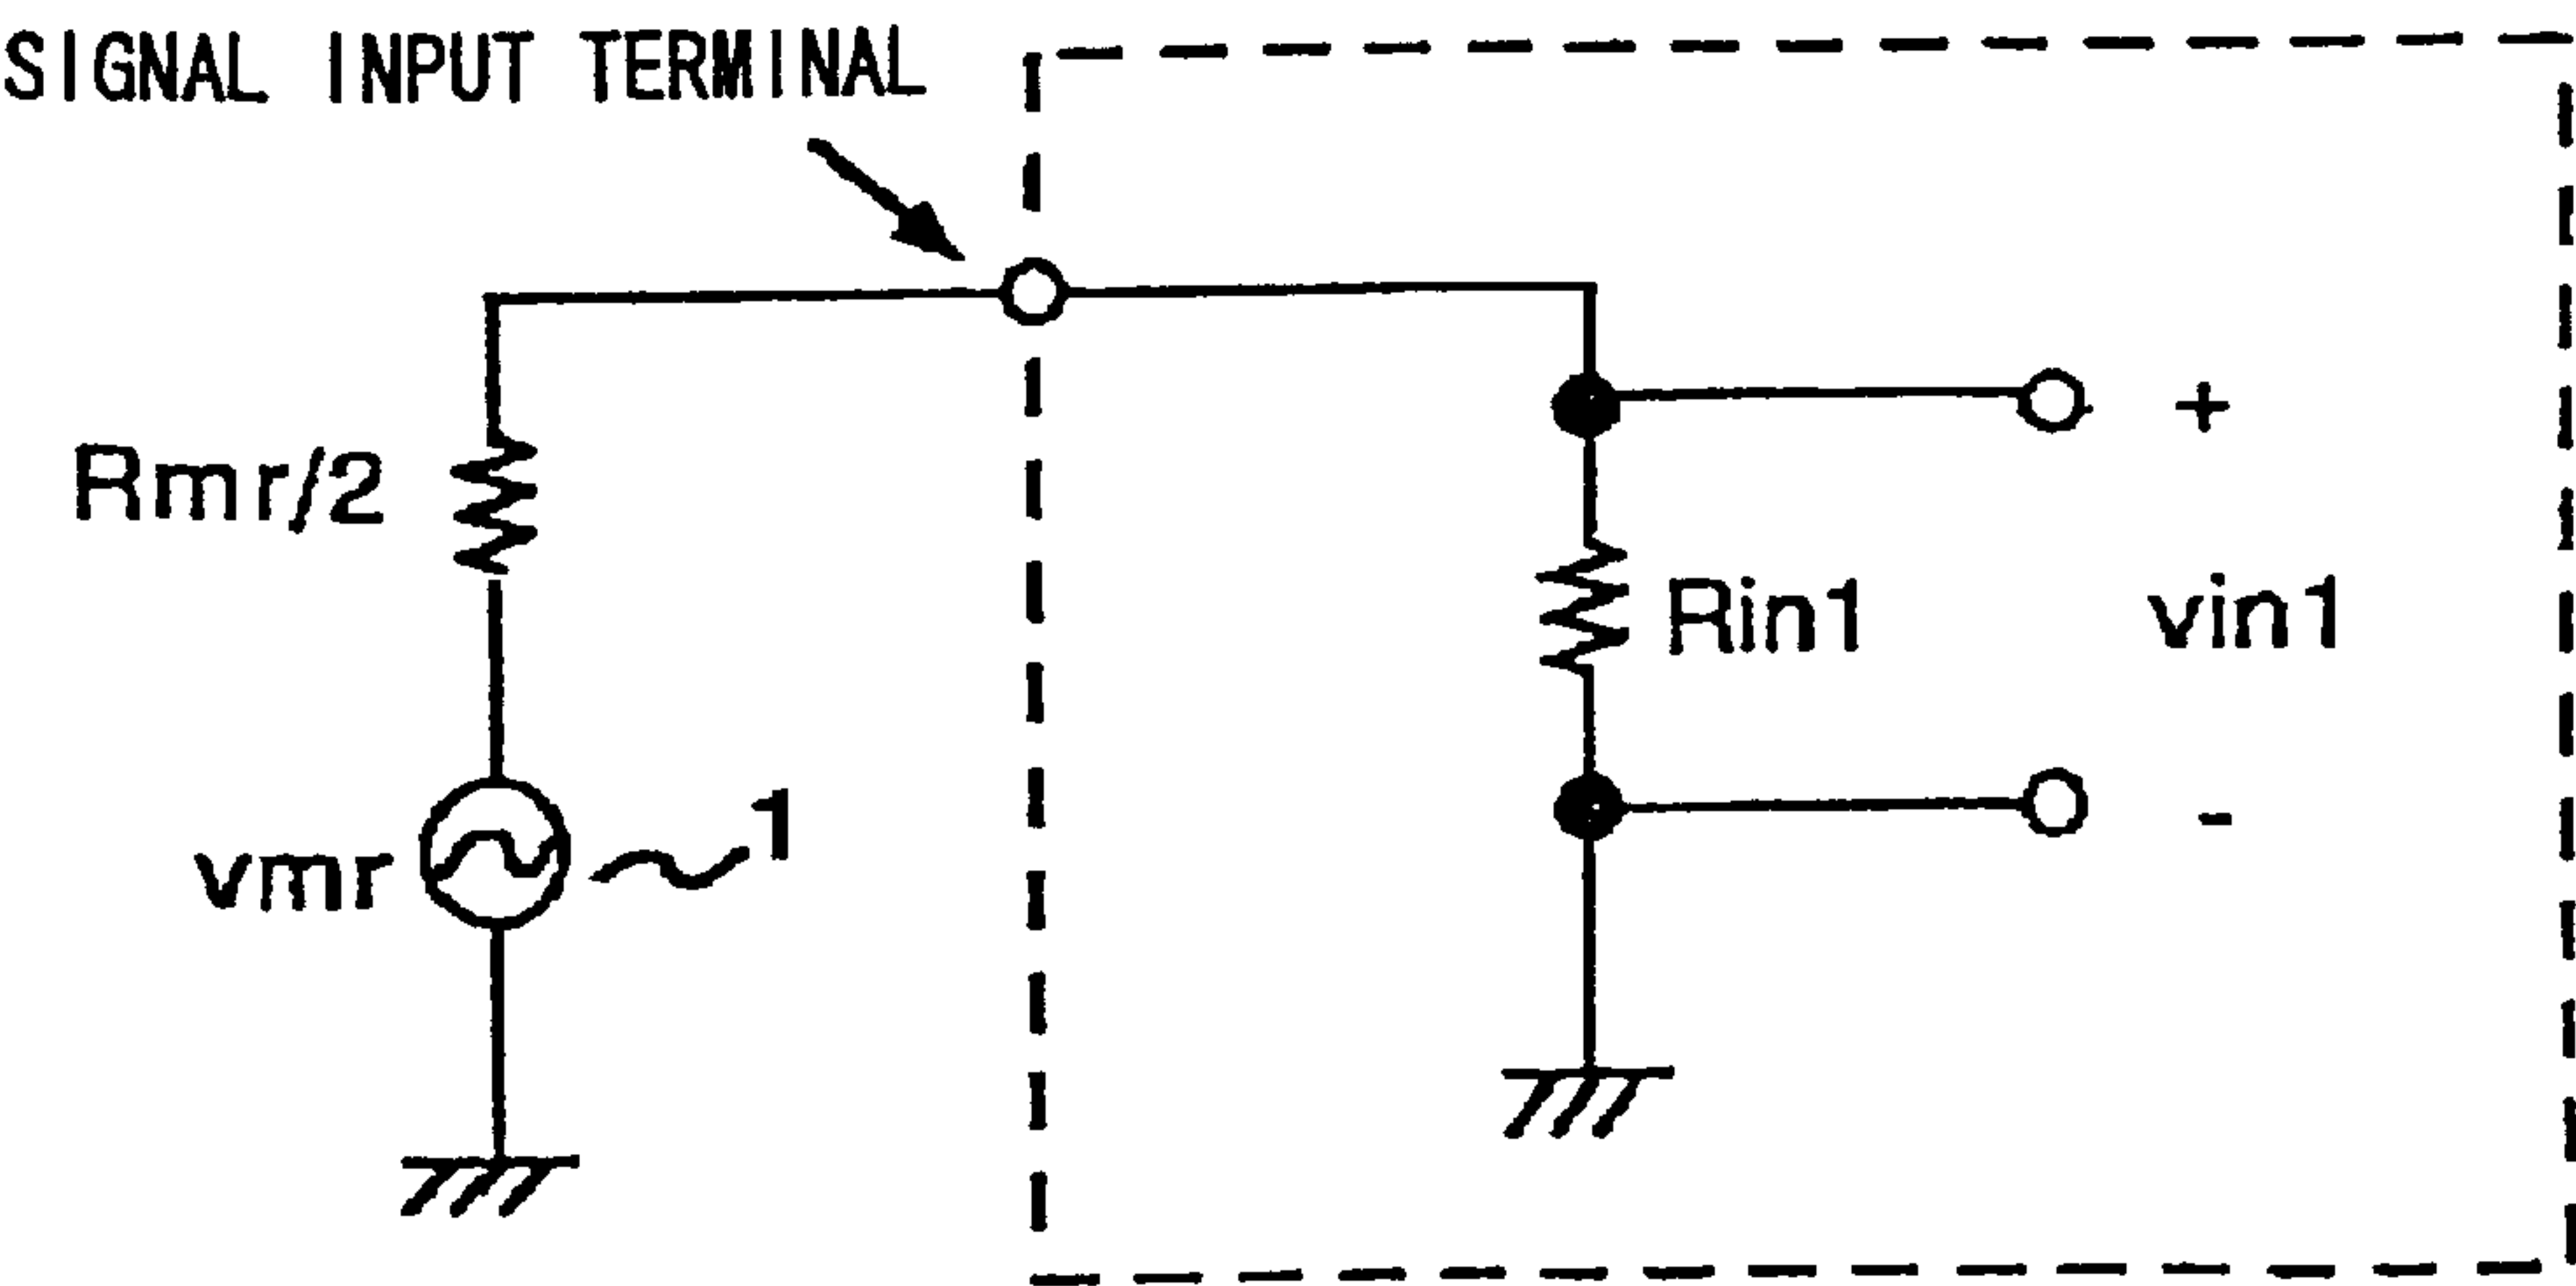 SIGNAL INPUT TERMINAL
+
Rmr/2
Rin1
vin1
vmr
1
-